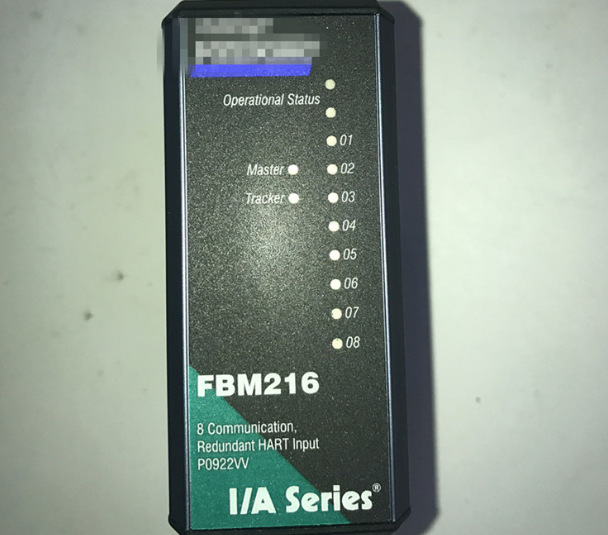 Operational Status
01
Master 02
Tracker 03
04
05
06
07
08
FBM216
8 Communication,
Redundant HART Input
P0922VV
I/A Series®